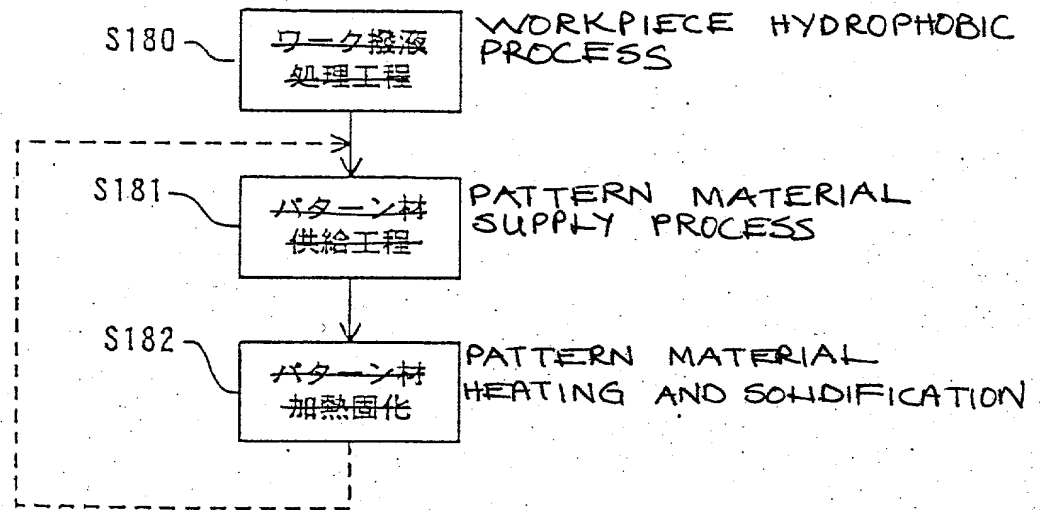 S180
ワーク撥液
処理工程
WORKPIECE HYDROPHOBIC
PROCESS
S181
パターン材
供給工程
PATTERN MATERIAL
SUPPLY PROCESS
S182
パターン材
加熱固化
PATTERN MATERIAL
HEATING AND SOLIDIFICATION